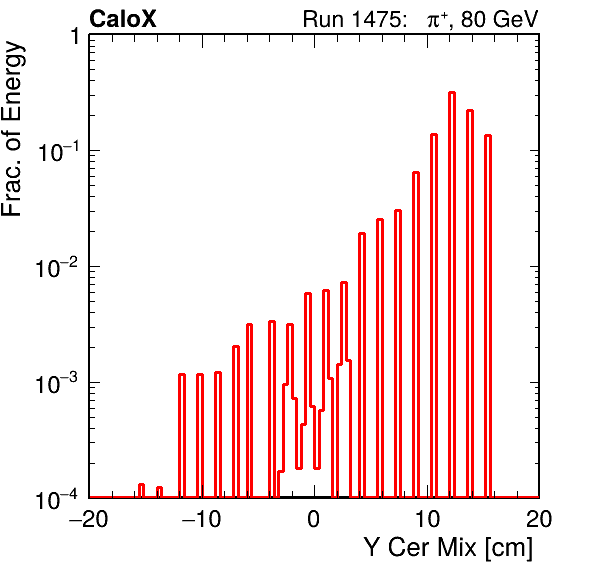 CaloX Run 1475: π⁺, 80 GeV
Frac. of Energy
1
10⁻¹
10⁻²
10⁻³
10⁻⁴
−20 −10 0 10 20
Y Cer Mix [cm]